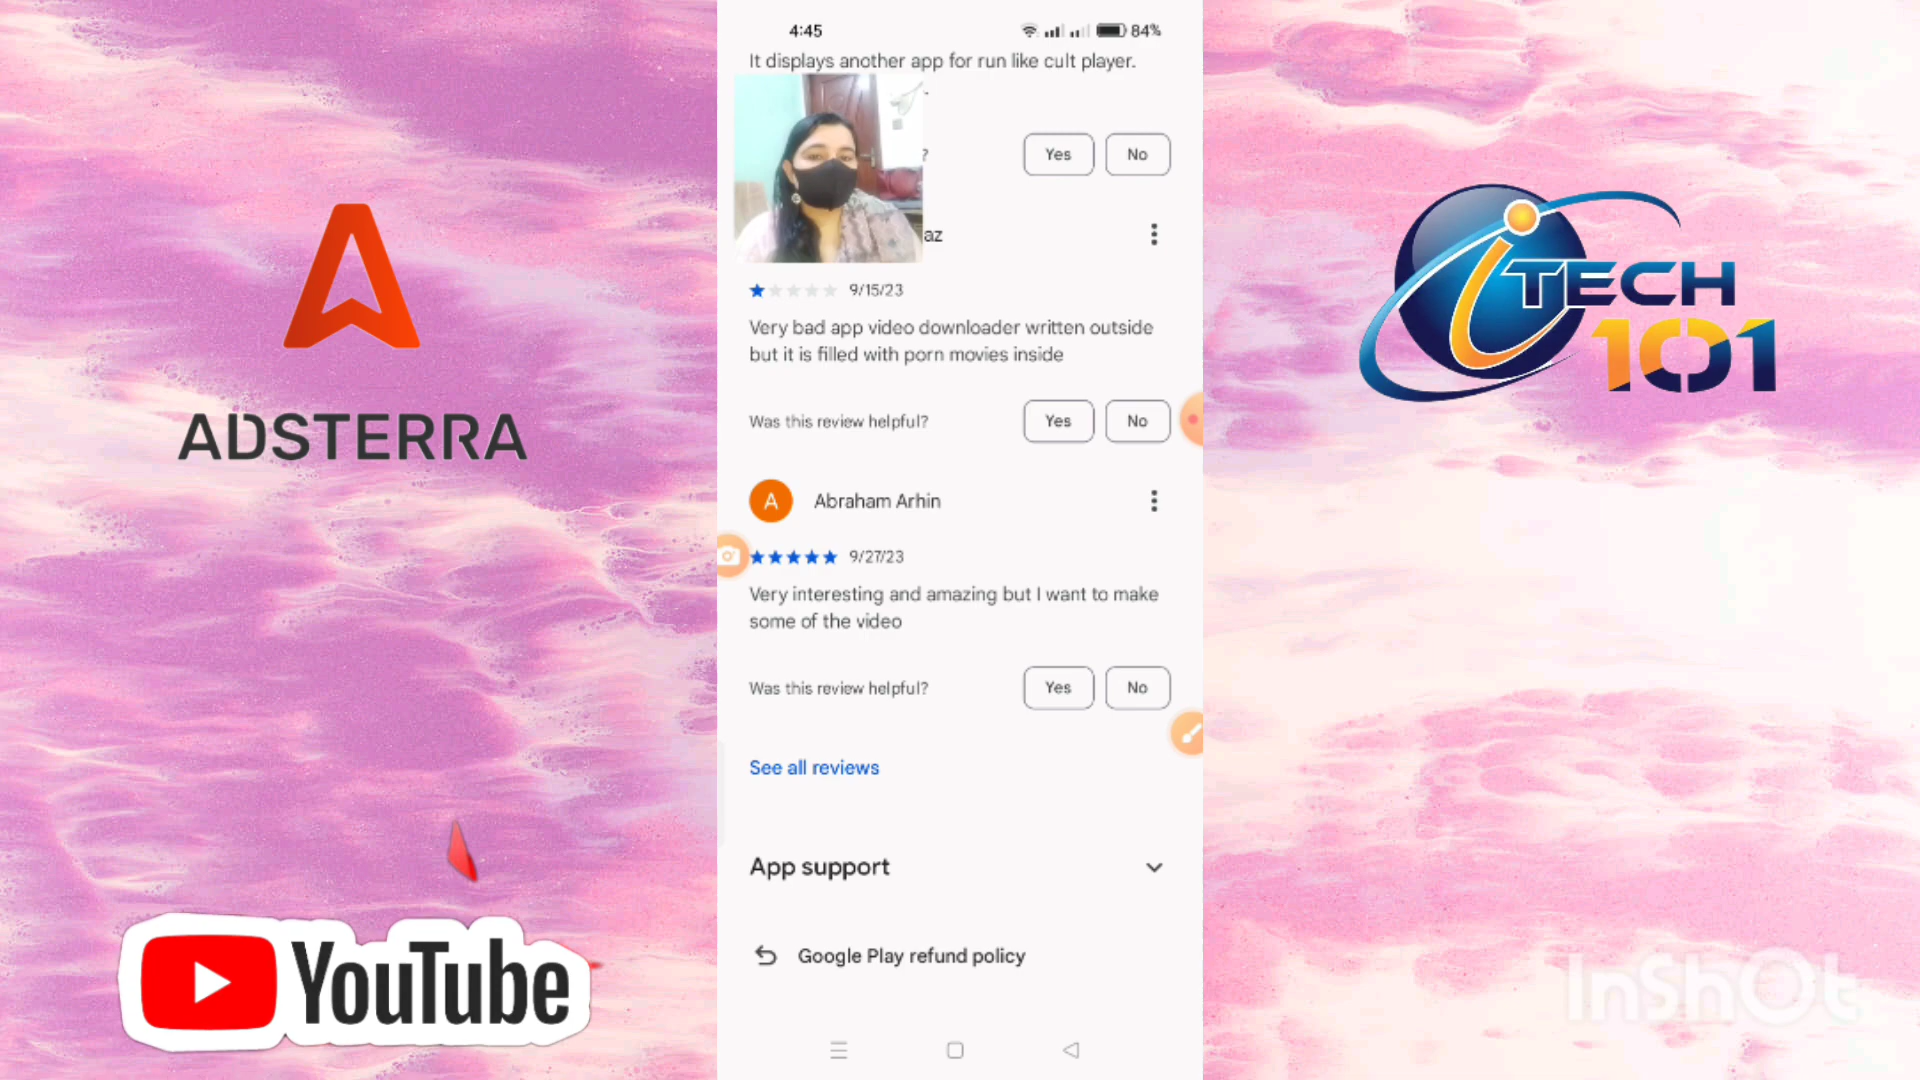 4:45
84%
It displays another app for run like cult player.
?
Yes
No
az
9/15/23
Very bad app video downloader written outside
but it is filled with porn movies inside
Was this review helpful?
Yes
No
A
Abraham Arhin
9/27/23
Very interesting and amazing but I want to make
some of the video
Was this review helpful?
Yes
No
See all reviews
App support
Google Play refund policy
ADSTERRA
YouTube
TECH
101
InShOt